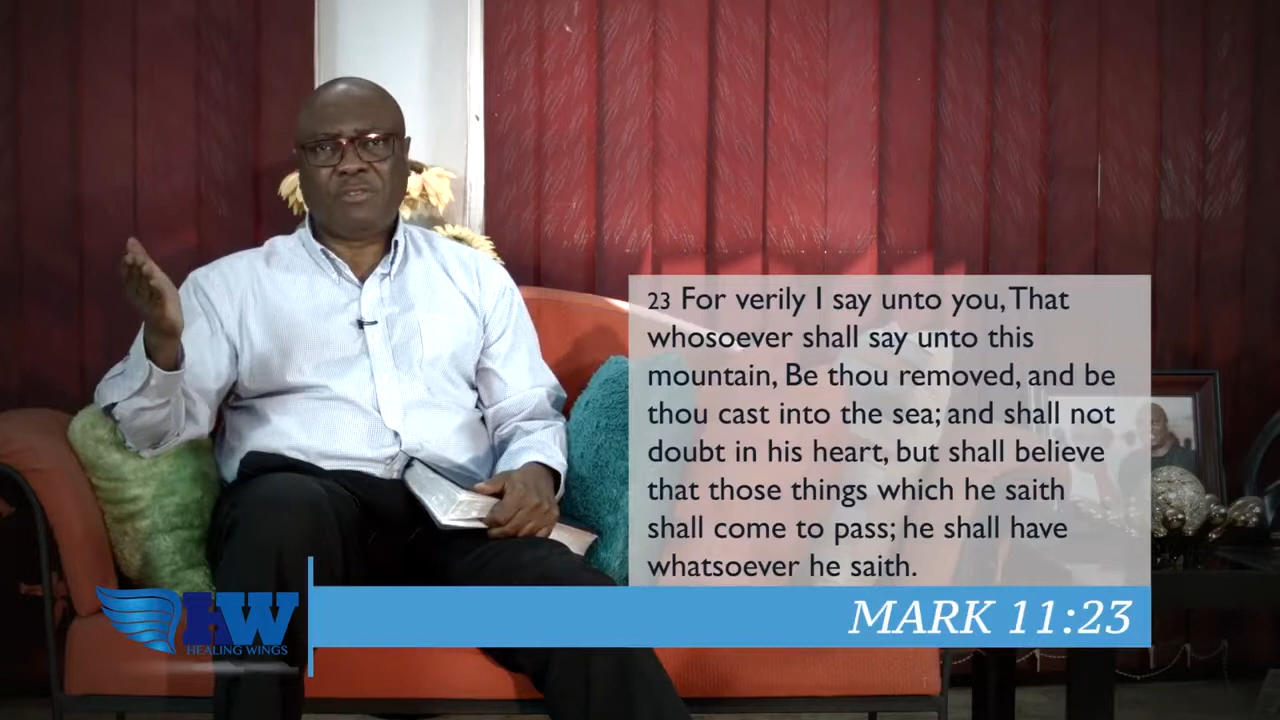 23 For verily I say unto you, That
whosoever shall say unto this
mountain, Be thou removed, and be
thou cast into the sea; and shall not
doubt in his heart, but shall believe
that those things which he saith
shall come to pass; he shall have
whatsoever he saith.
MARK 11:23
HW
HEALING WINGS